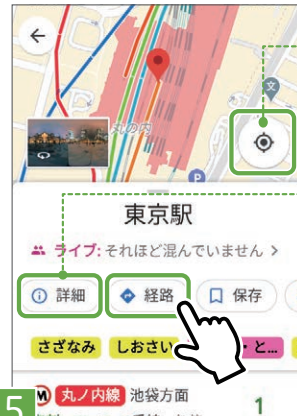 丸の内
文
P
東京駅
ライブ: それほど混んでいません >
詳細
経路
保存
さざなみ
しおさい
と...
M 丸ノ内線 池袋方面
1
5